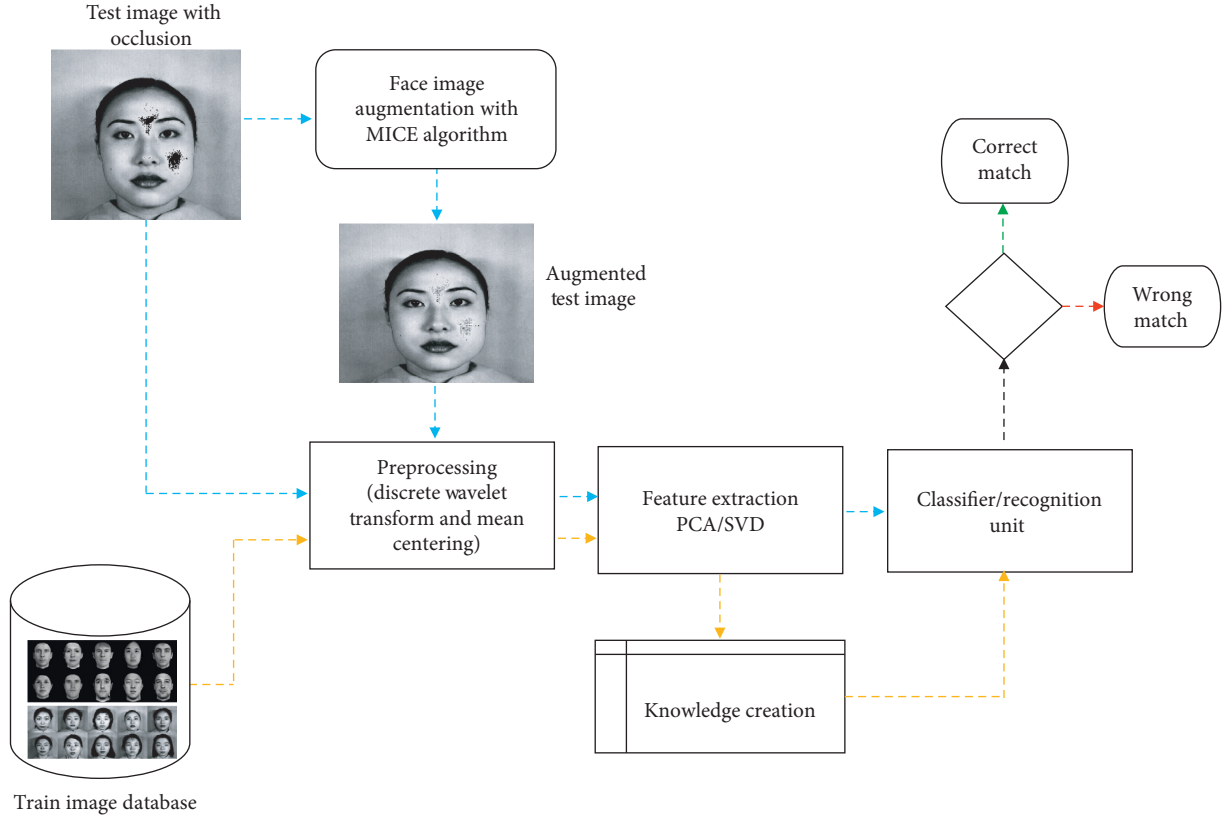 Test image with
occlusion
Face image
augmentation with
MICE algorithm
Correct
match
Augmented
test image
Wrong
match
Preprocessing
(discrete wavelet
transform and mean
centering)
Feature extraction
PCA/SVD
Classifier/recognition
unit
Knowledge creation
Train image database